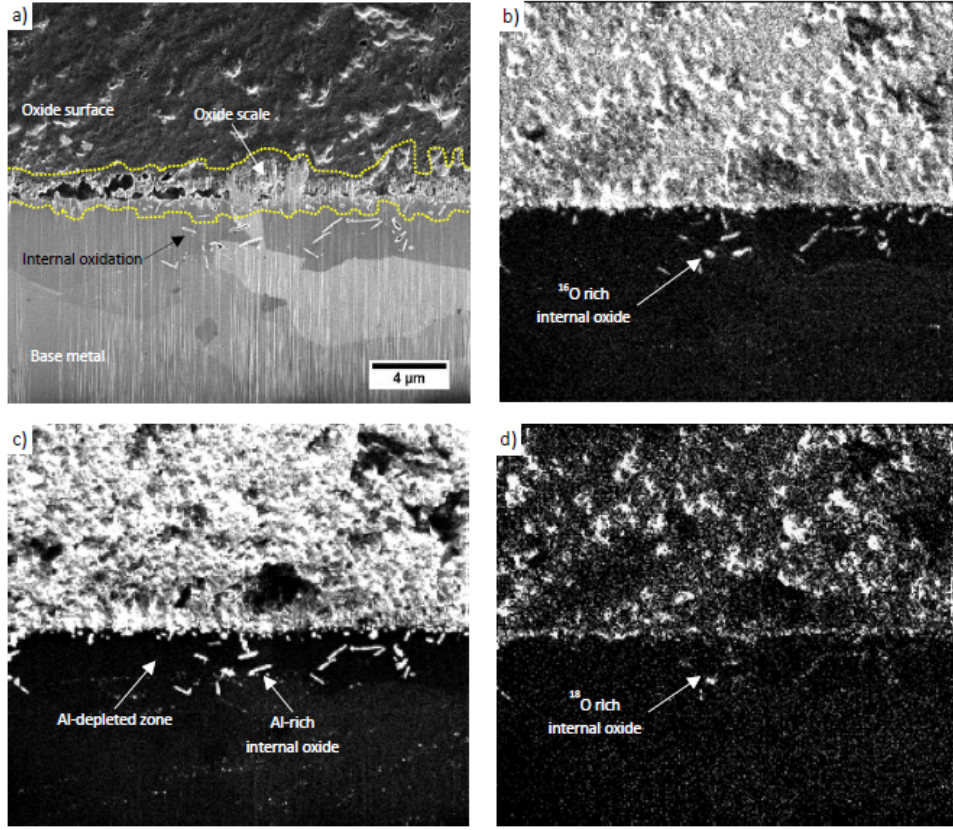 a)
Oxide surface
Oxide scale
Internal oxidation
Base metal
4 μm
b)
¹⁶O rich
internal oxide
c)
Al-depleted zone
Al-rich
internal oxide
d)
¹⁸O rich
internal oxide